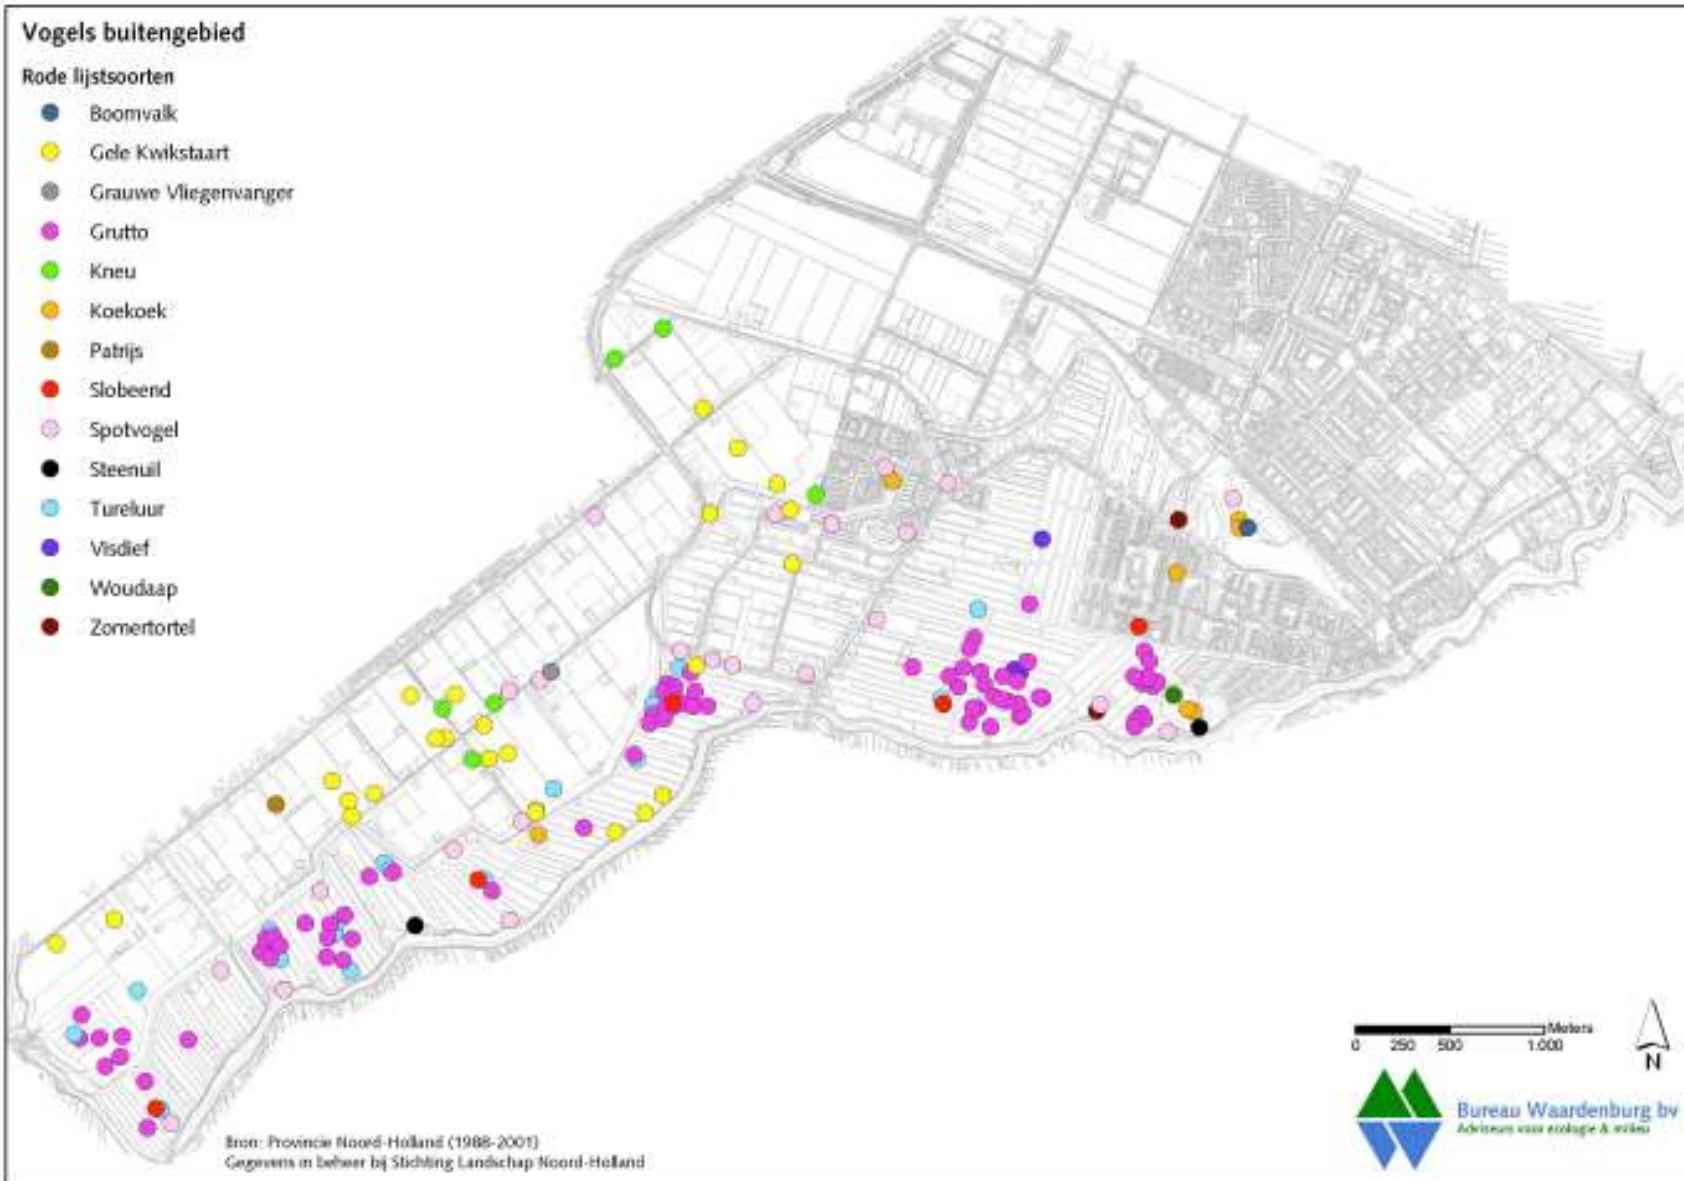 Vogels buitengebied
Rode lijstsoorten
Boomvalk
Gele Kwikstaart
Grauwe Vliegenvanger
Grutto
Kneu
Koekoek
Patrijs
Slobeend
Spotvogel
Steenuil
Tureluur
Visdief
Woudaap
Zomertortel
Meters
0 250 500 1.000
N
Bureau Waardenburg bv
Adviseurs voor ecologie & milieu
Bron: Provincie Noord-Holland (1988-2001)
Gegevens in beheer bij Stichting Landschap Noord-Holland